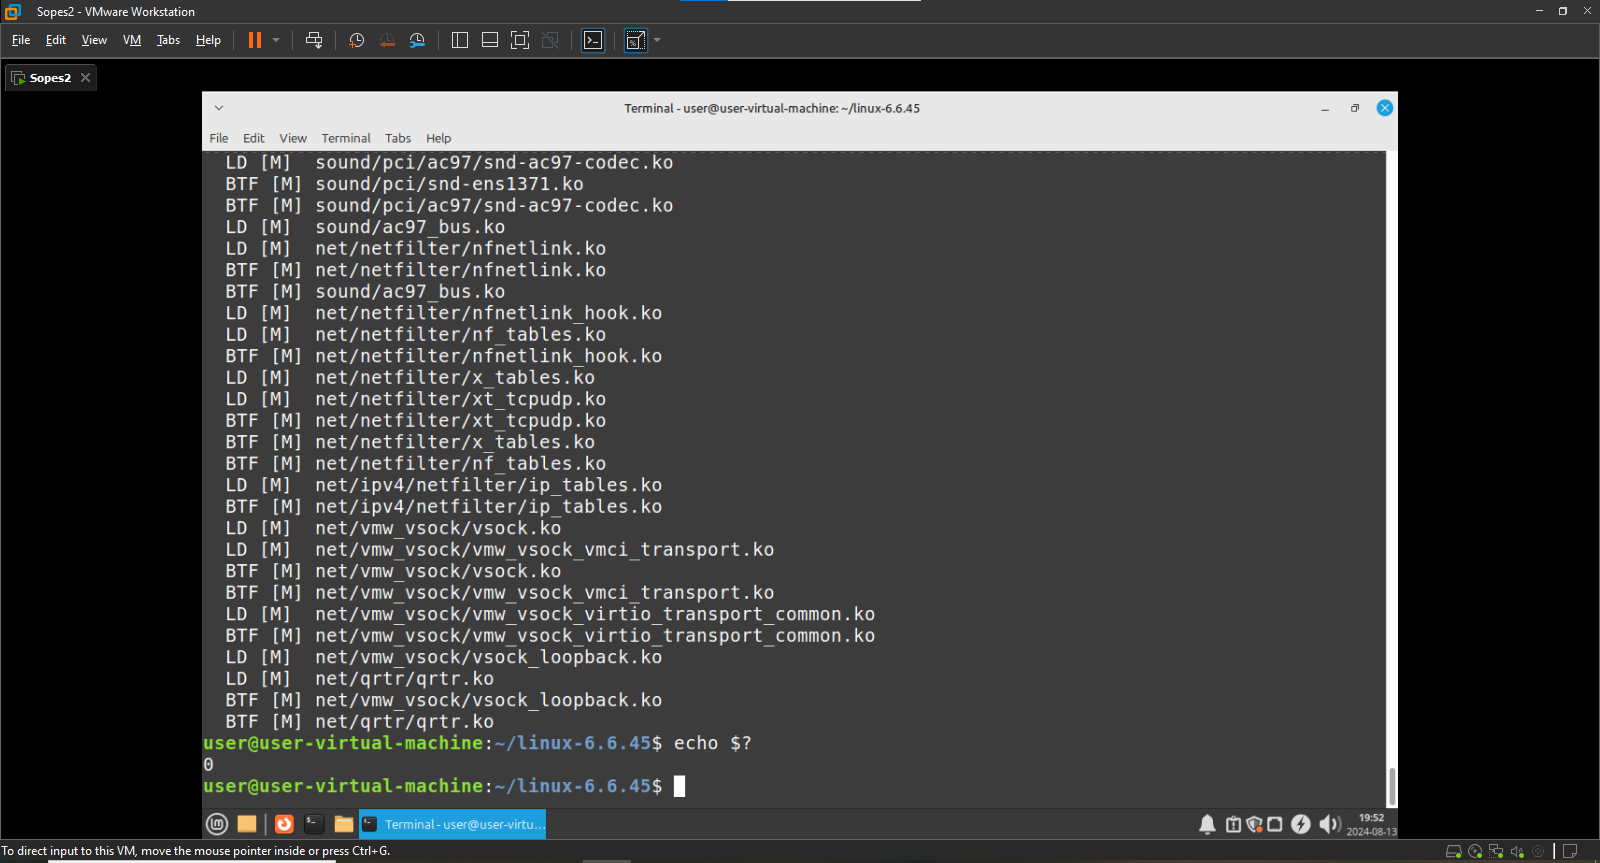 Sopes2 - VMware Workstation
File Edit View VM Tabs Help
Sopes2
Terminal - user@user-virtual-machine: ~/linux-6.6.45
File Edit View Terminal Tabs Help
LD [M]  sound/pci/ac97/snd-ac97-codec.ko
BTF [M] sound/pci/snd-ens1371.ko
BTF [M] sound/pci/ac97/snd-ac97-codec.ko
LD [M]  sound/ac97_bus.ko
LD [M]  net/netfilter/nfnetlink.ko
BTF [M] net/netfilter/nfnetlink.ko
BTF [M] sound/ac97_bus.ko
LD [M]  net/netfilter/nfnetlink_hook.ko
LD [M]  net/netfilter/nf_tables.ko
BTF [M] net/netfilter/nfnetlink_hook.ko
LD [M]  net/netfilter/x_tables.ko
LD [M]  net/netfilter/xt_tcpudp.ko
BTF [M] net/netfilter/xt_tcpudp.ko
BTF [M] net/netfilter/x_tables.ko
BTF [M] net/netfilter/nf_tables.ko
LD [M]  net/ipv4/netfilter/ip_tables.ko
BTF [M] net/ipv4/netfilter/ip_tables.ko
LD [M]  net/vmw_vsock/vsock.ko
LD [M]  net/vmw_vsock/vmw_vsock_vmci_transport.ko
BTF [M] net/vmw_vsock/vsock.ko
BTF [M] net/vmw_vsock/vmw_vsock_vmci_transport.ko
LD [M]  net/vmw_vsock/vmw_vsock_virtio_transport_common.ko
BTF [M] net/vmw_vsock/vmw_vsock_virtio_transport_common.ko
LD [M]  net/vmw_vsock/vsock_loopback.ko
LD [M]  net/qrtr/qrtr.ko
BTF [M] net/vmw_vsock/vsock_loopback.ko
BTF [M] net/qrtr/qrtr.ko
user@user-virtual-machine:~/linux-6.6.45$ echo $?
0
user@user-virtual-machine:~/linux-6.6.45$
Terminal - user@user-virtu...
19:52
2024-08-13
To direct input to this VM, move the mouse pointer inside or press Ctrl+G.